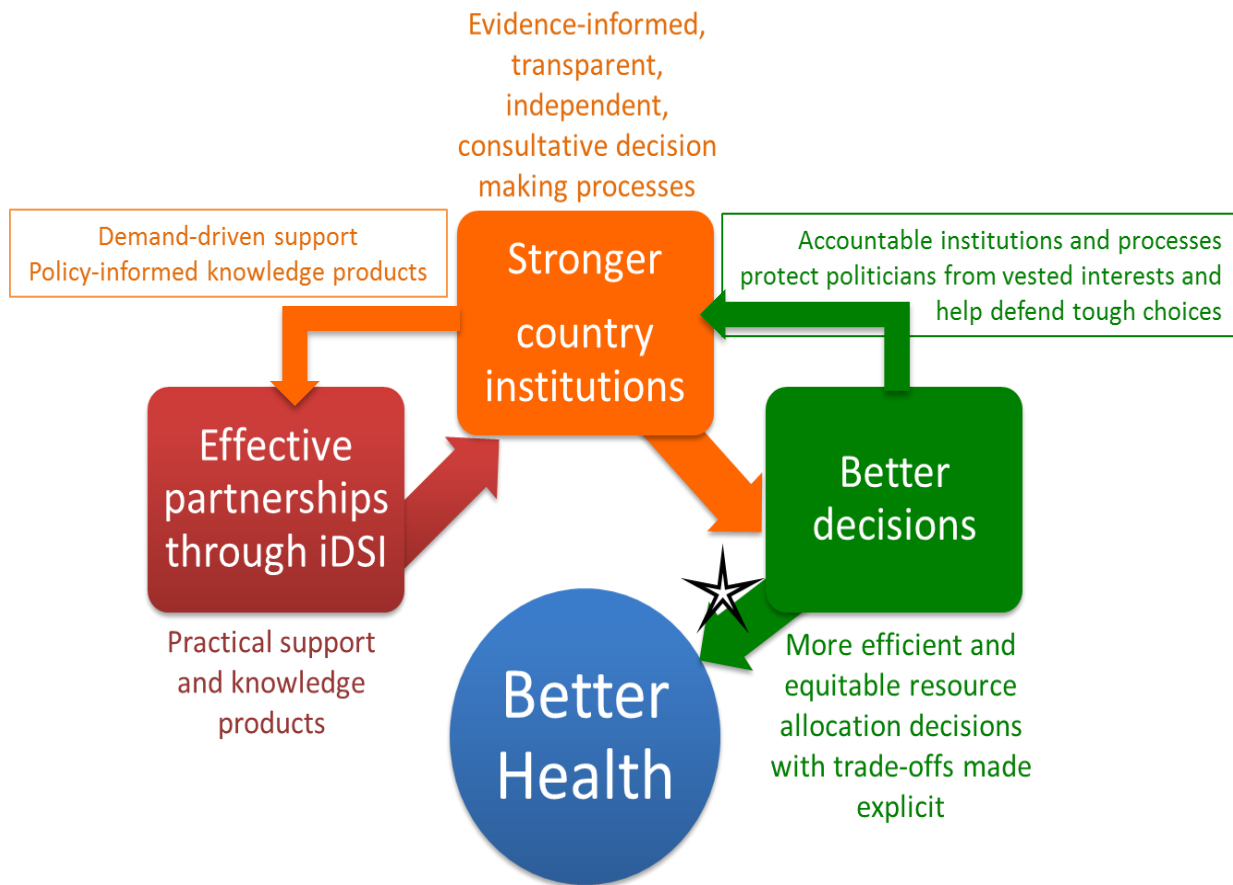 Evidence-informed,
transparent,
independent,
consultative decision
making processes
Demand-driven support
Policy-informed knowledge products
Stronger
country
institutions
Accountable institutions and processes
protect politicians from vested interests and
help defend tough choices
Effective
partnerships
through iDSI
Practical support
and knowledge
products
Better
decisions
More efficient and
equitable resource
allocation decisions
with trade-offs made
explicit
Better
Health